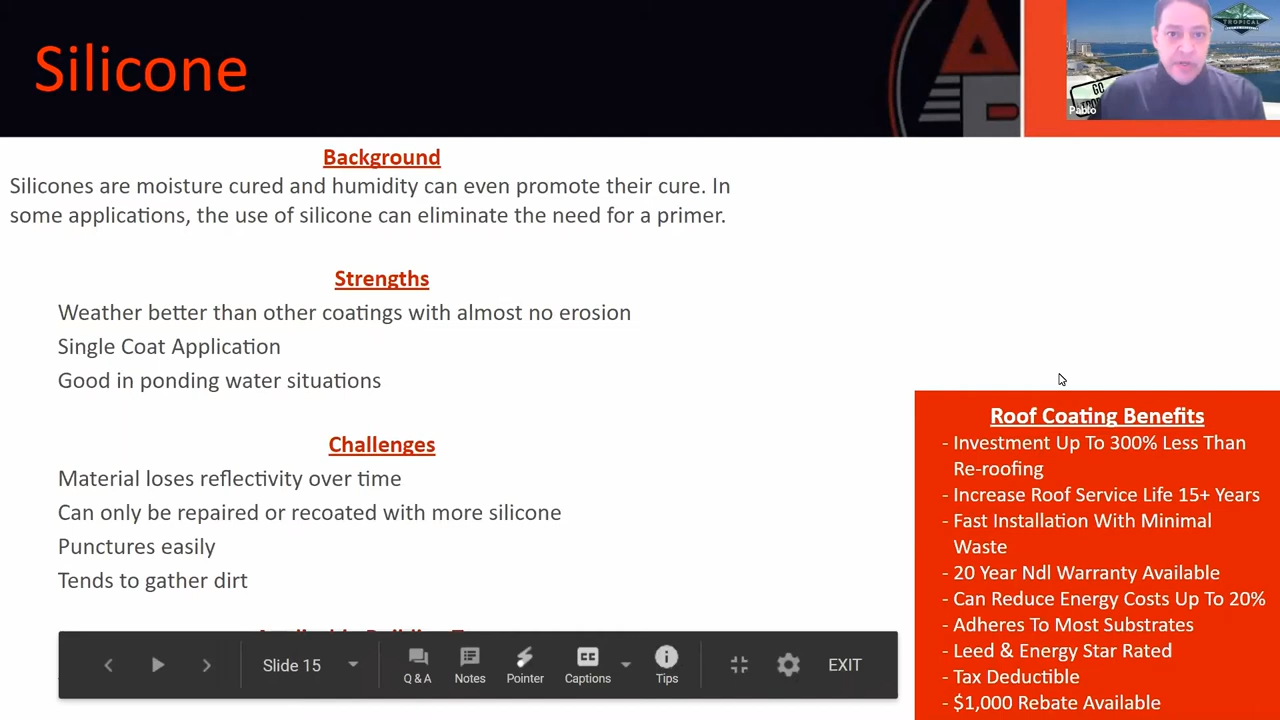 Silicone
TROPICAL
GO
Pablo
Background
Silicones are moisture cured and humidity can even promote their cure. In
some applications, the use of silicone can eliminate the need for a primer.
Strengths
Weather better than other coatings with almost no erosion
Single Coat Application
Good in ponding water situations
Challenges
Material loses reflectivity over time
Can only be repaired or recoated with more silicone
Punctures easily
Tends to gather dirt
Roof Coating Benefits
- Investment Up To 300% Less Than
Re-roofing
- Increase Roof Service Life 15+ Years
- Fast Installation With Minimal
Waste
- 20 Year Ndl Warranty Available
- Can Reduce Energy Costs Up To 20%
- Adheres To Most Substrates
- Leed & Energy Star Rated
- Tax Deductible
- $1,000 Rebate Available
Slide 15
Q & A
Notes
Pointer
CC
Captions
Tips
EXIT